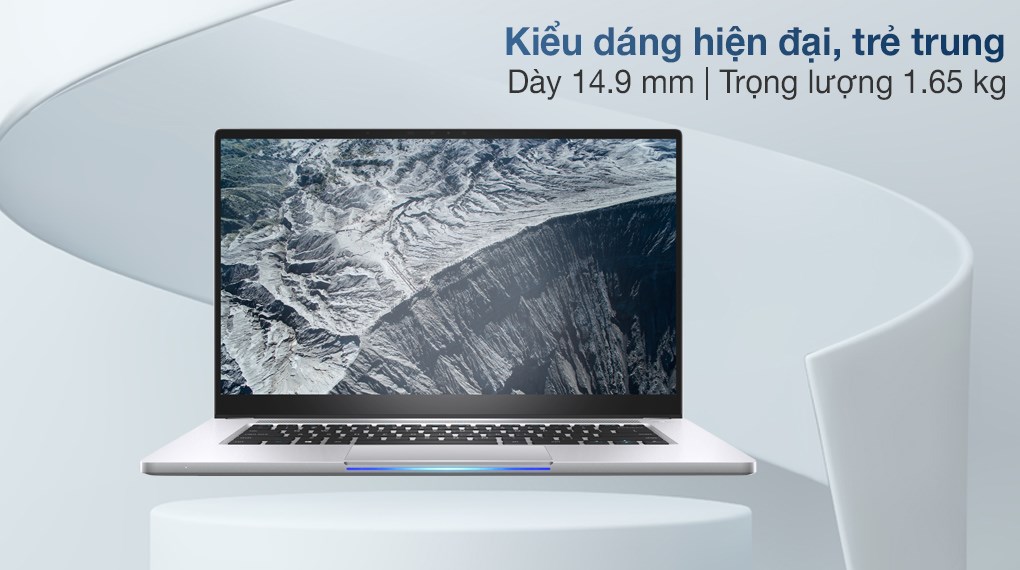 Kiểu dáng hiện đại, trẻ trung
Dày 14.9 mm | Trọng lượng 1.65 kg